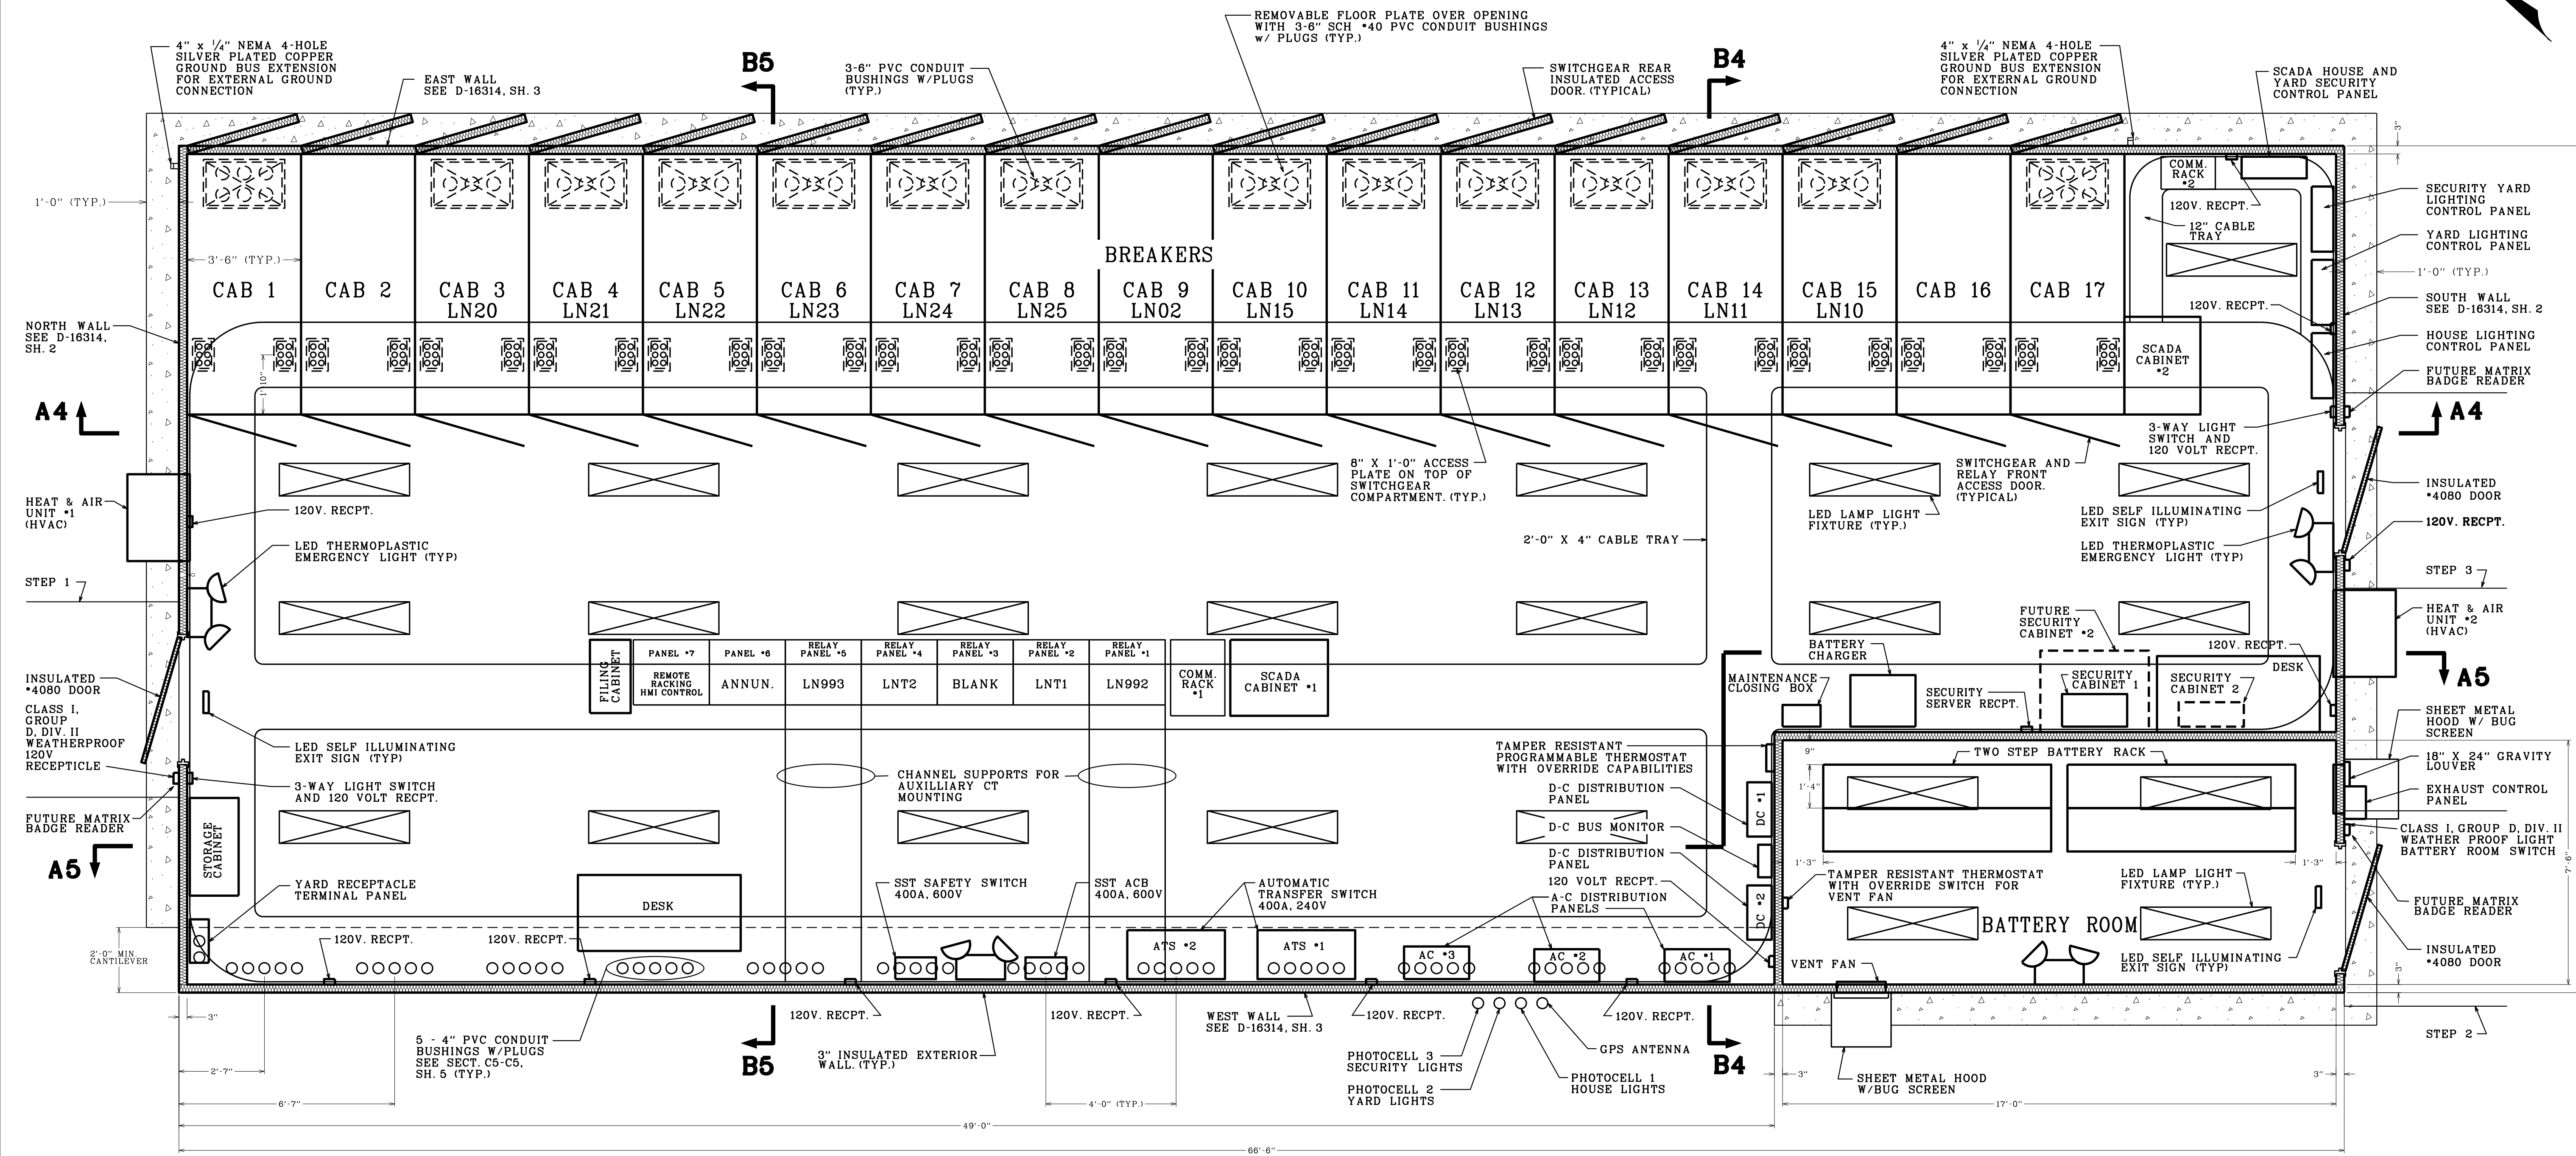 REMOVABLE FLOOR PLATE OVER OPENING
WITH 3-6" SCH #40 PVC CONDUIT BUSHINGS
w/ PLUGS (TYP.)
4" x 1/4" NEMA 4-HOLE
SILVER PLATED COPPER
GROUND BUS EXTENSION
FOR EXTERNAL GROUND
CONNECTION
EAST WALL
SEE D-16314, SH. 3
B5
3-6" PVC CONDUIT
BUSHINGS W/PLUGS
(TYP.)
SWITCHGEAR REAR
INSULATED ACCESS
DOOR. (TYPICAL)
B4
4" x 1/4" NEMA 4-HOLE
SILVER PLATED COPPER
GROUND BUS EXTENSION
FOR EXTERNAL GROUND
CONNECTION
SCADA HOUSE AND
YARD SECURITY
CONTROL PANEL
3"
COMM.
RACK
#2
120V. RECPT.
12" CABLE
TRAY
SECURITY YARD
LIGHTING
CONTROL PANEL
YARD LIGHTING
CONTROL PANEL
1'-0" (TYP.)
1'-0" (TYP.)
3'-6" (TYP.)
BREAKERS
CAB 1
CAB 2
CAB 3
LN20
CAB 4
LN21
CAB 5
LN22
CAB 6
LN23
CAB 7
LN24
CAB 8
LN25
CAB 9
LN02
CAB 10
LN15
CAB 11
LN14
CAB 12
LN13
CAB 13
LN12
CAB 14
LN11
CAB 15
LN10
CAB 16
CAB 17
120V. RECPT.
SOUTH WALL
SEE D-16314, SH. 2
NORTH WALL
SEE D-16314,
SH. 2
HOUSE LIGHTING
CONTROL PANEL
SCADA
CABINET
#2
FUTURE MATRIX
BADGE READER
1'-10"
A4
A4
3-WAY LIGHT
SWITCH AND
120 VOLT RECPT.
8" X 1'-0" ACCESS
PLATE ON TOP OF
SWITCHGEAR
COMPARTMENT. (TYP.)
SWITCHGEAR AND
RELAY FRONT
ACCESS DOOR.
(TYPICAL)
INSULATED
#4080 DOOR
HEAT & AIR
UNIT #1
(HVAC)
120V. RECPT.
LED LAMP LIGHT
FIXTURE (TYP.)
LED SELF ILLUMINATING
EXIT SIGN (TYP)
120V. RECPT.
LED THERMOPLASTIC
EMERGENCY LIGHT (TYP)
2'-0" X 4" CABLE TRAY
LED THERMOPLASTIC
EMERGENCY LIGHT (TYP)
STEP 1
STEP 3
FUTURE
SECURITY
CABINET #2
HEAT & AIR
UNIT #2
(HVAC)
120V. RECPT.
DESK
BATTERY
CHARGER
MAINTENANCE
CLOSING BOX
SECURITY
CABINET 1
SECURITY
CABINET 2
SECURITY
SERVER RECPT.
A5
FILING
CABINET
PANEL #7
REMOTE
RACKING
HMI CONTROL
PANEL #6
ANNUN.
RELAY
PANEL #5
LN993
RELAY
PANEL #4
LNT2
RELAY
PANEL #3
BLANK
RELAY
PANEL #2
LNT1
RELAY
PANEL #1
LN992
COMM.
RACK
#1
SCADA
CABINET #1
INSULATED
#4080 DOOR
CLASS I,
GROUP
D, DIV. II
WEATHERPROOF
120V
RECEPTICLE
SHEET METAL
HOOD W/ BUG
SCREEN
LED SELF ILLUMINATING
EXIT SIGN (TYP)
TAMPER RESISTANT
PROGRAMMABLE THERMOSTAT
WITH OVERRIDE CAPABILITIES
9"
TWO STEP BATTERY RACK
18" X 24" GRAVITY
LOUVER
3-WAY LIGHT SWITCH
AND 120 VOLT RECPT.
CHANNEL SUPPORTS FOR
AUXILLIARY CT
MOUNTING
D-C DISTRIBUTION
PANEL
DC #1
1'-4"
EXHAUST CONTROL
PANEL
FUTURE MATRIX
BADGE READER
D-C BUS MONITOR
CLASS I, GROUP D, DIV. II
WEATHER PROOF LIGHT
BATTERY ROOM SWITCH
A5
STORAGE
CABINET
D-C DISTRIBUTION
PANEL
1'-3"
1'-3"
7'-6"
YARD RECEPTACLE
TERMINAL PANEL
SST SAFETY SWITCH
400A, 600V
SST ACB
400A, 600V
AUTOMATIC
TRANSFER SWITCH
400A, 240V
120 VOLT RECPT.
A-C DISTRIBUTION
PANELS
DC #2
TAMPER RESISTANT THERMOSTAT
WITH OVERRIDE SWITCH FOR
VENT FAN
LED LAMP LIGHT
FIXTURE (TYP.)
FUTURE MATRIX
BADGE READER
DESK
BATTERY ROOM
2'-0" MIN.
CANTILEVER
120V. RECPT.
120V. RECPT.
ATS #2
ATS #1
AC #3
AC #2
AC #1
VENT FAN
LED SELF ILLUMINATING
EXIT SIGN (TYP)
INSULATED
#4080 DOOR
3"
3"
120V. RECPT.
120V. RECPT.
WEST WALL
SEE D-16314, SH. 3
120V. RECPT.
120V. RECPT.
STEP 2
5 - 4" PVC CONDUIT
BUSHINGS W/PLUGS
SEE SECT. C5-C5,
SH. 5 (TYP.)
B5
3" INSULATED EXTERIOR
WALL. (TYP.)
PHOTOCELL 3
SECURITY LIGHTS
GPS ANTENNA
B4
2'-7"
PHOTOCELL 2
YARD LIGHTS
PHOTOCELL 1
HOUSE LIGHTS
3"
SHEET METAL HOOD
W/BUG SCREEN
3"
6'-7"
4'-0" (TYP.)
17'-0"
49'-0"
66'-6"